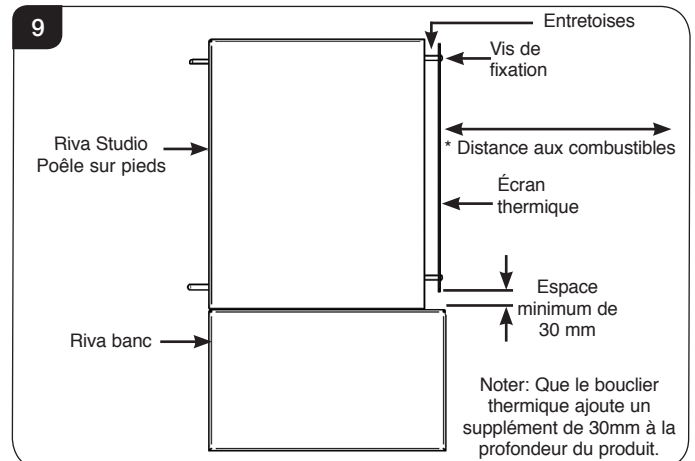 9
Entretoises
Vis de
fixation
Riva Studio
Poêle sur pieds
* Distance aux combustibles
Écran
thermique
Espace
minimum de
30 mm
Riva banc
Noter: Que le bouclier
thermique ajoute un
supplément de 30mm à la
profondeur du produit.